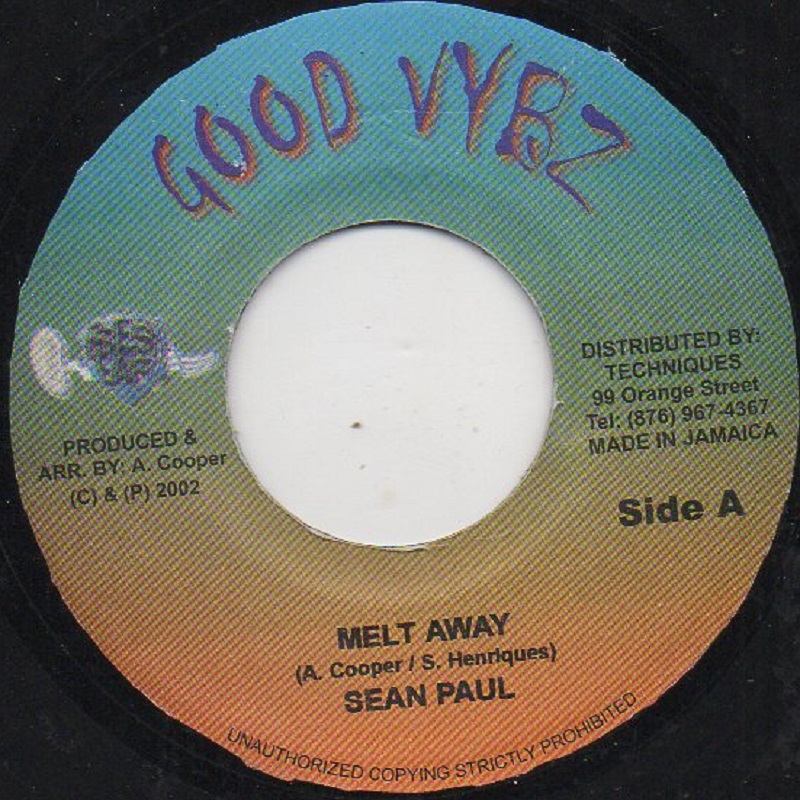 GOOD VYBZ
PRODUCED &
ARR. BY: A. Cooper
(C) & (P) 2002
DISTRIBUTED BY:
TECHNIQUES
99 Orange Street
Tel: (876) 967-4367
MADE IN JAMAICA
Side A
MELT AWAY
(A. Cooper / S. Henriques)
SEAN PAUL
UNAUTHORIZED COPYING STRICTLY PROHIBITED